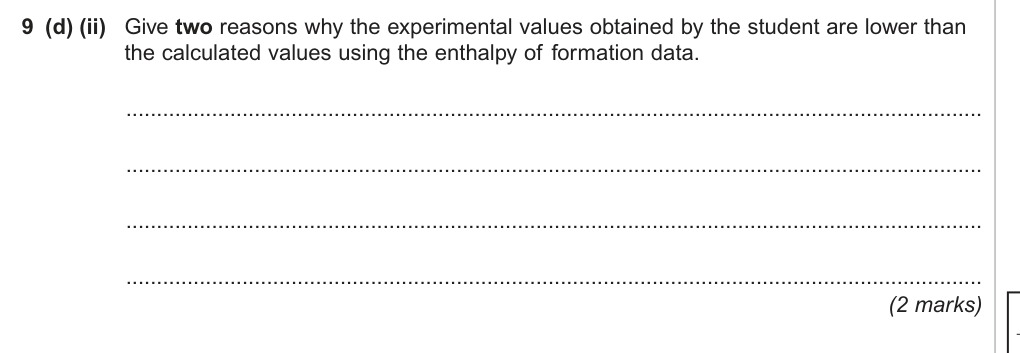 9 (d) (ii) Give two reasons why the experimental values obtained by the student are lower than
the calculated values using the enthalpy of formation data.
................................................................................
................................................................................
................................................................................
................................................................................
(2 marks)